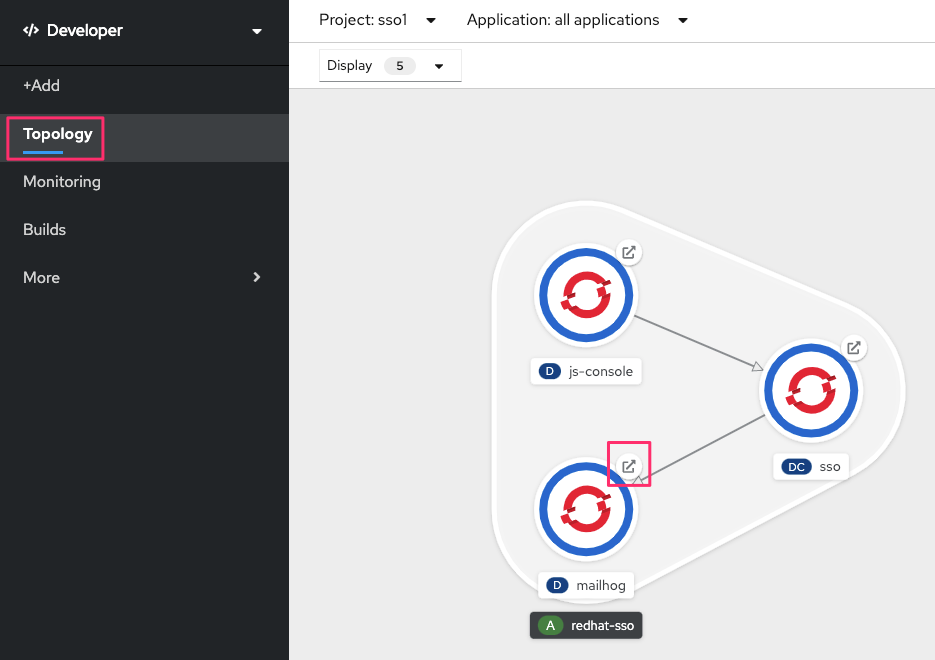 Developer
Project: sso1
Application: all applications
Display 5
+Add
Topology
Monitoring
Builds
More
D js-console
DC sso
D mailhog
A redhat-sso